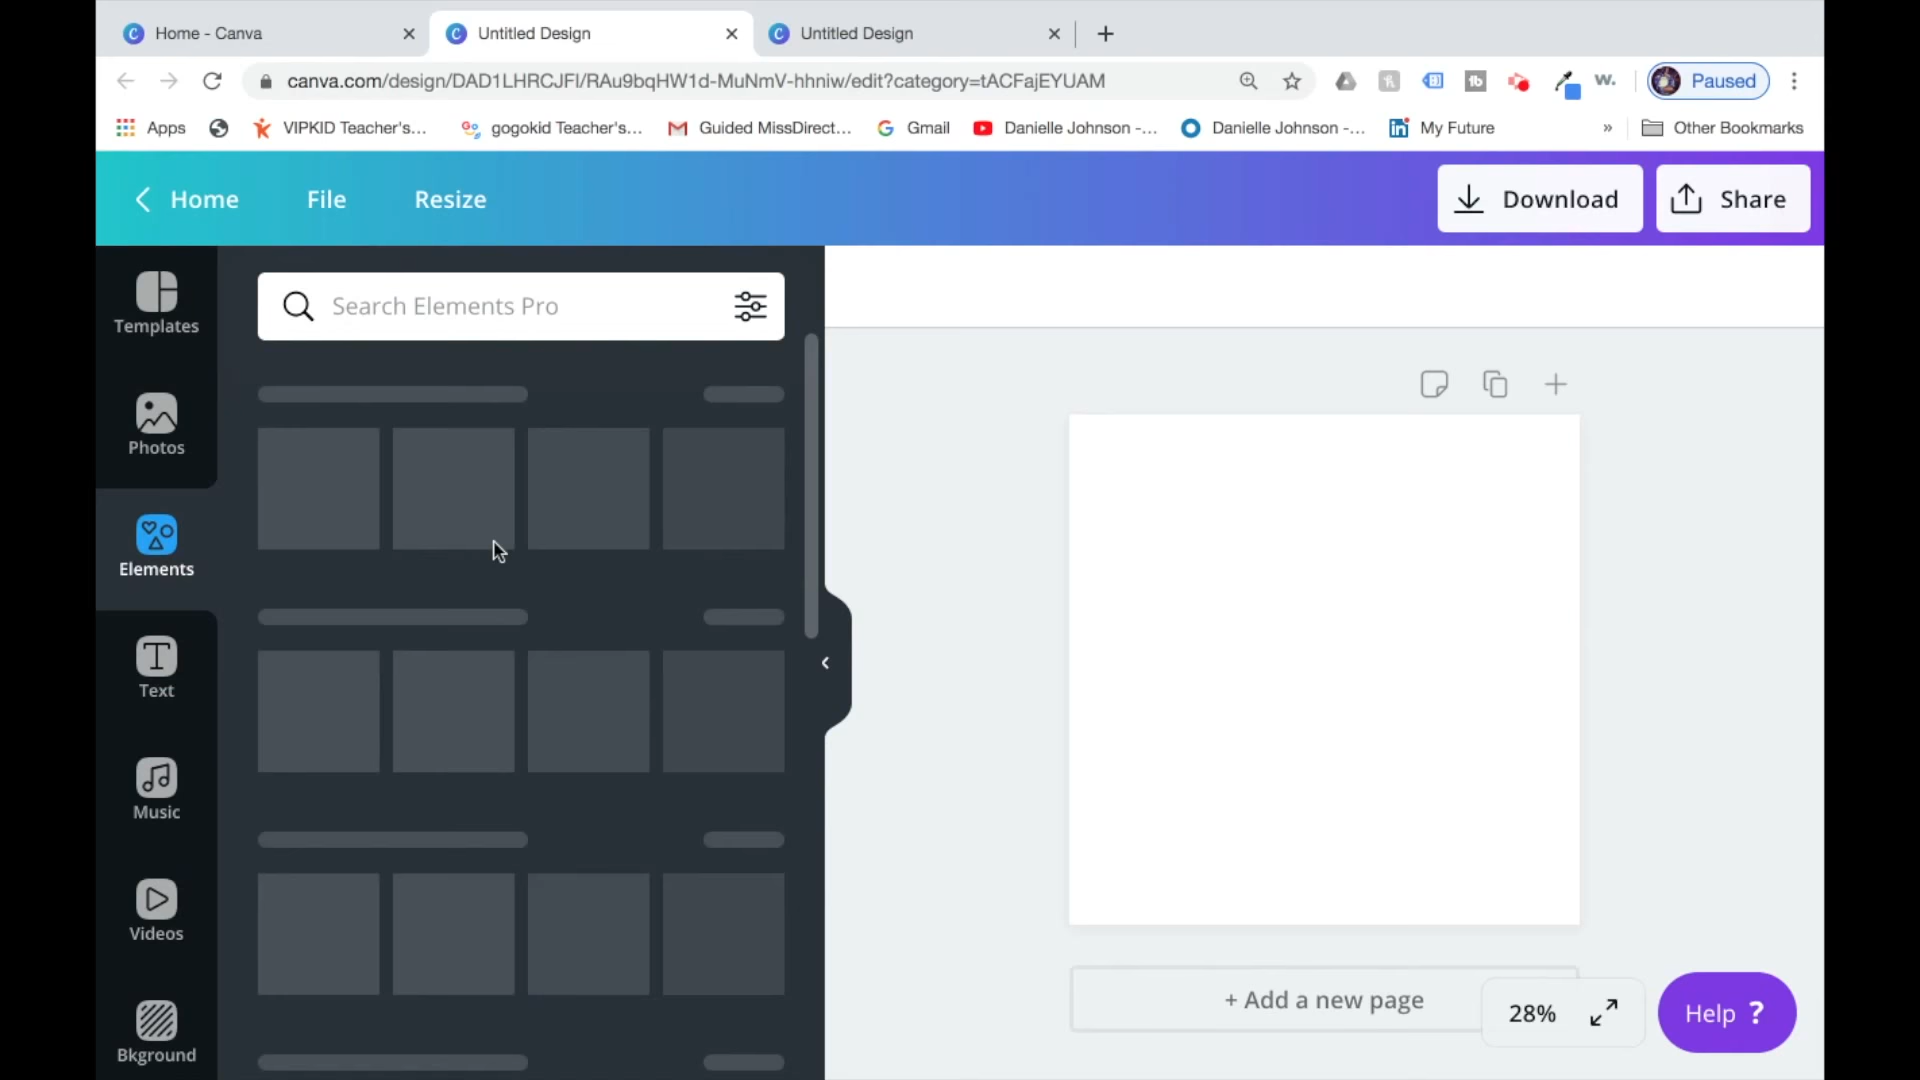 Home - Canva
Untitled Design
Untitled Design
canva.com/design/DAD1LHRCJFI/RAu9bqHW1d-MuNmV-hhniw/edit?category=tACFajEYUAM
Paused
Apps
VIPKID Teacher's...
gogokid Teacher's...
Guided MissDirect...
Gmail
Danielle Johnson -...
Danielle Johnson -...
My Future
»
Other Bookmarks
Home
File
Resize
Download
Share
Templates
Photos
Elements
Text
Music
Videos
Bkground
Search Elements Pro
+ Add a new page
28%
Help ?